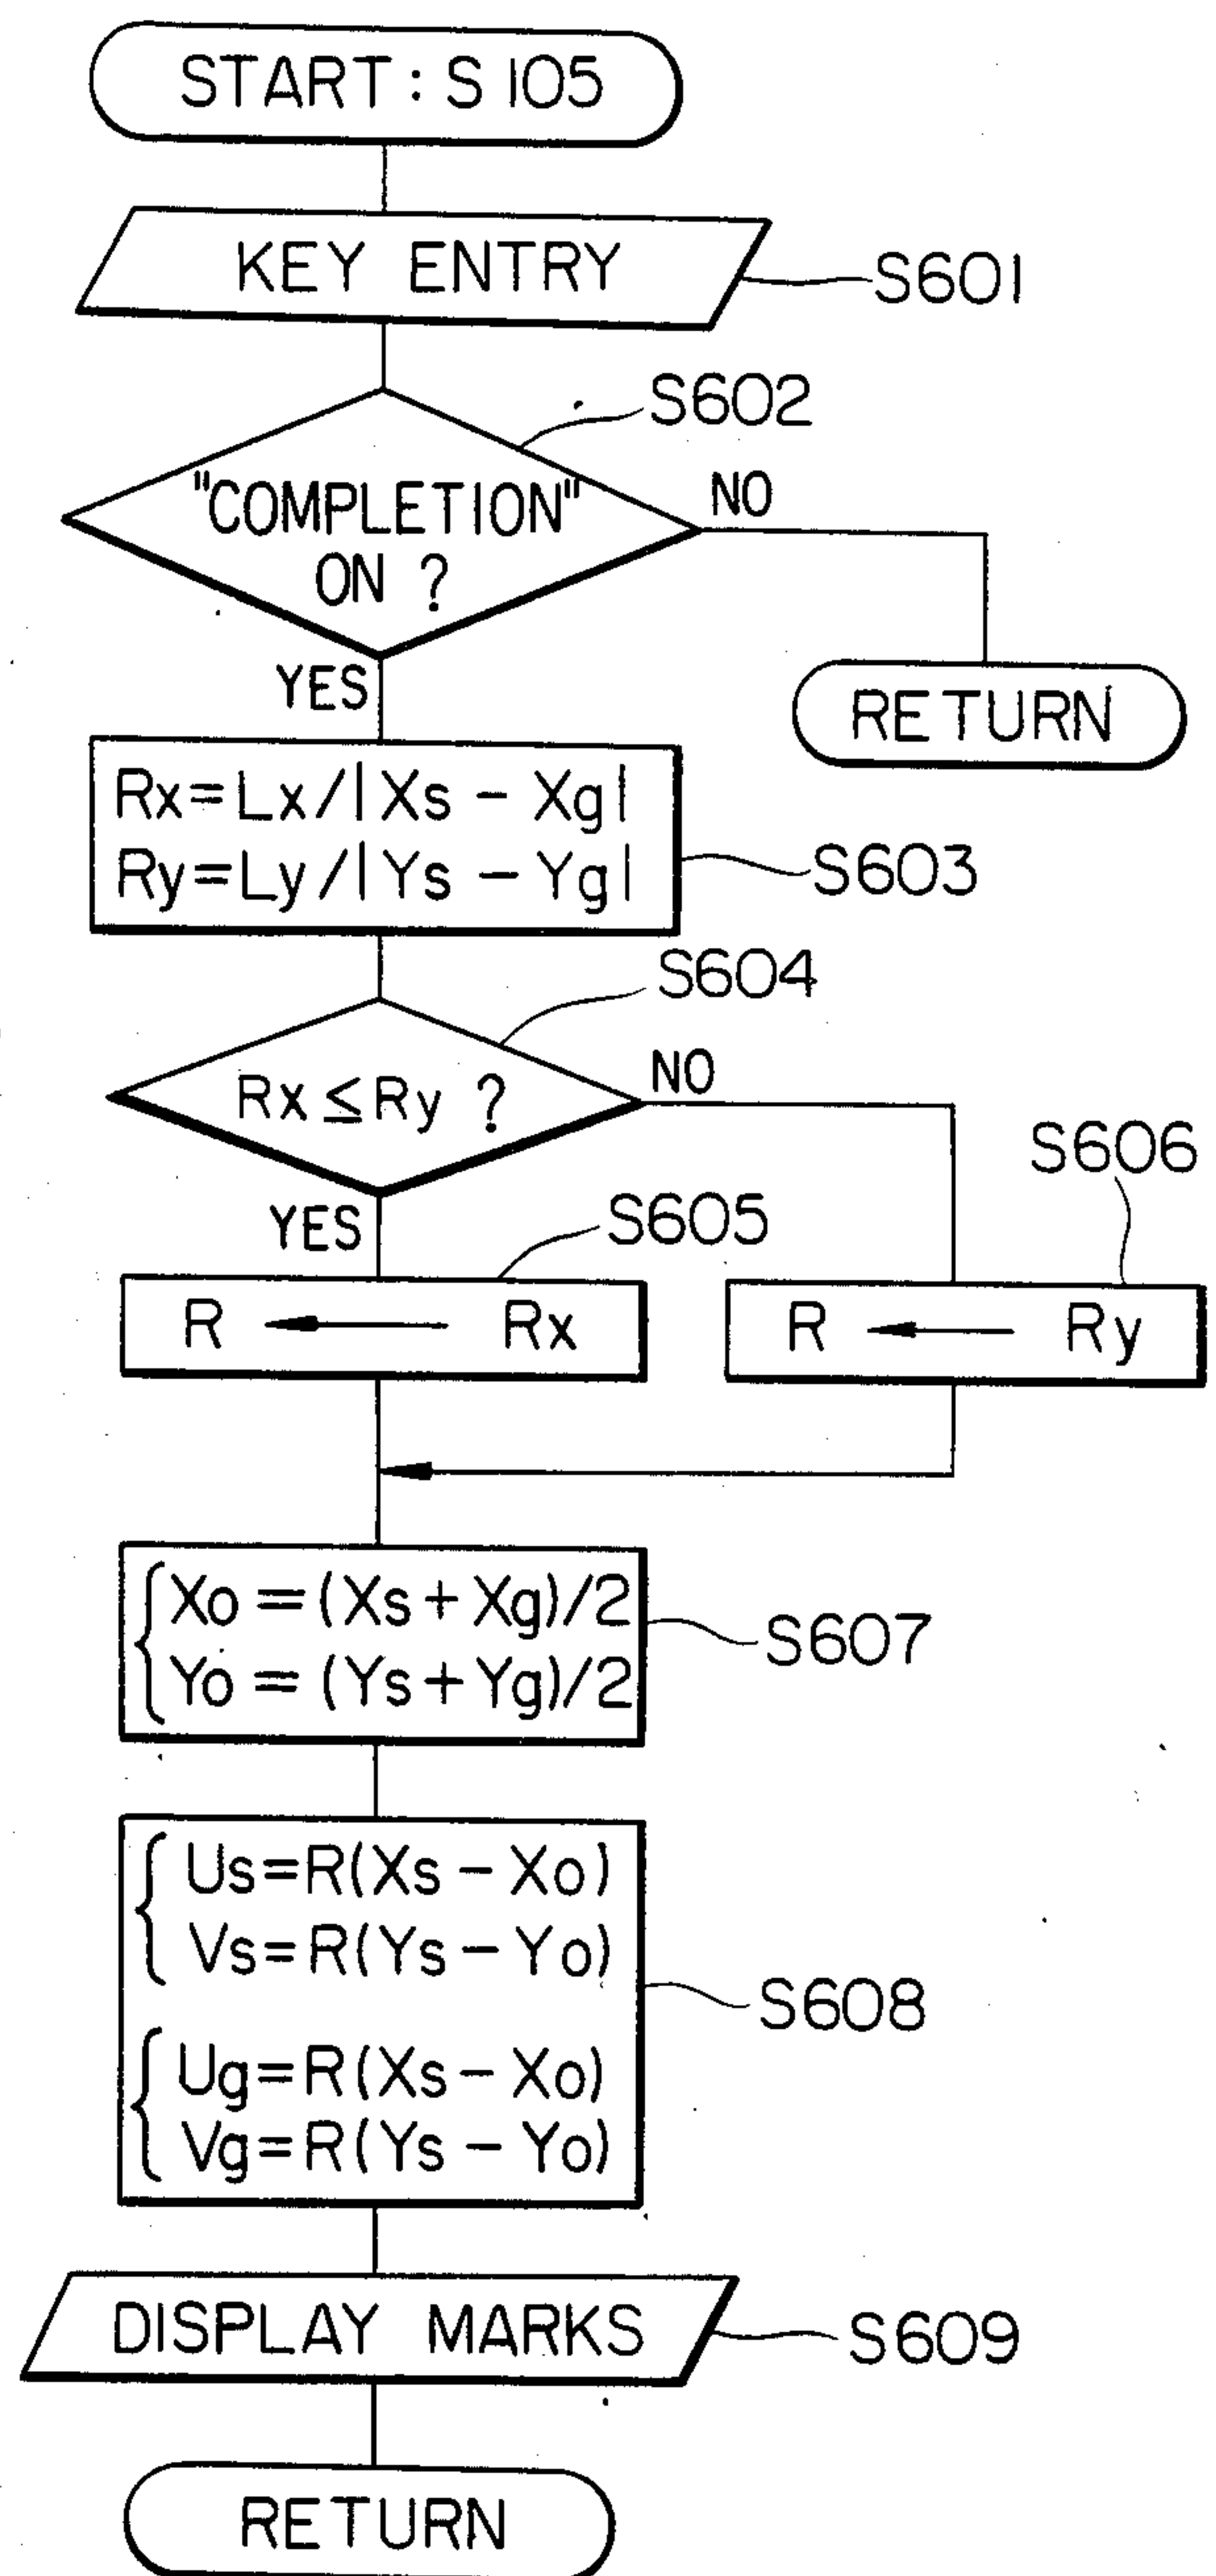 START : S105
KEY ENTRY
S601
S602
"COMPLETION"
ON ?
NO
YES
RETURN
Rx=Lx/|Xs - Xg|
Ry=Ly/|Ys - Yg|
S603
S604
Rx≦Ry ?
NO
YES
S605
S606
R ← Rx
R ← Ry
Xo = (Xs + Xg)/2
Yo = (Ys + Yg)/2
S607
Us=R(Xs - Xo)
Vs=R(Ys - Yo)
S608
Ug=R(Xs - Xo)
Vg=R(Ys - Yo)
DISPLAY MARKS
S609
RETURN